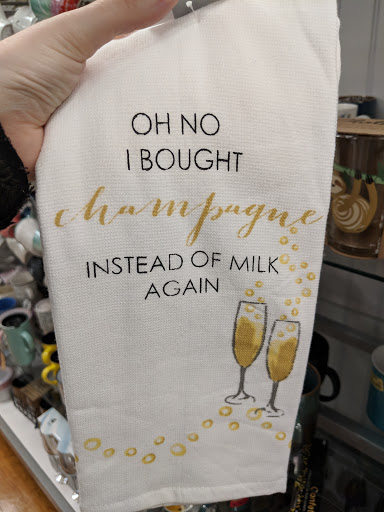 OH NO
I BOUGHT
champagne
INSTEAD OF MILK
AGAIN